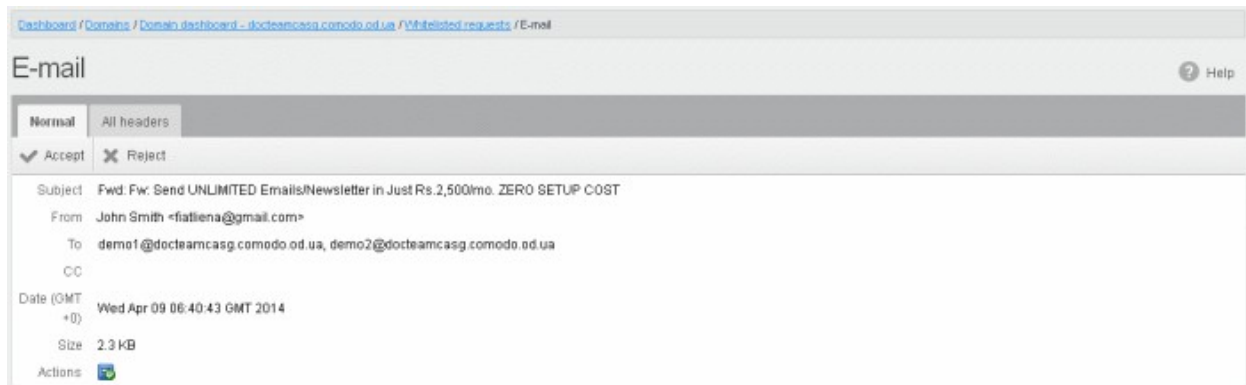 Dashboard / Domains / Domain dashboard - docteamcasg.comodo.od.ua / Whitelisted requests / E-mail
E-mail
Help
Normal All headers
Accept Reject
Subject Fwd: Fw: Send UNLIMITED Emails/Newsletter in Just Rs.2,500/mo. ZERO SETUP COST
From John Smith <fiatliena@gmail.com>
To demo1@docteamcasg.comodo.od.ua, demo2@docteamcasg.comodo.od.ua
CC
Date (GMT
+0) Wed Apr 09 06:40:43 GMT 2014
Size 2.3 KB
Actions